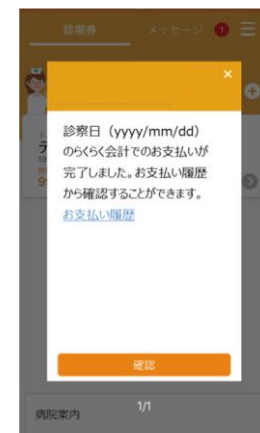 診察券
メッセージ 1
×
診察日（yyyy/mm/dd）
のらくらく会計でのお支払いが
完了しました。お支払い履歴
から確認することができます。
お支払い履歴
確認
1/1
病院案内